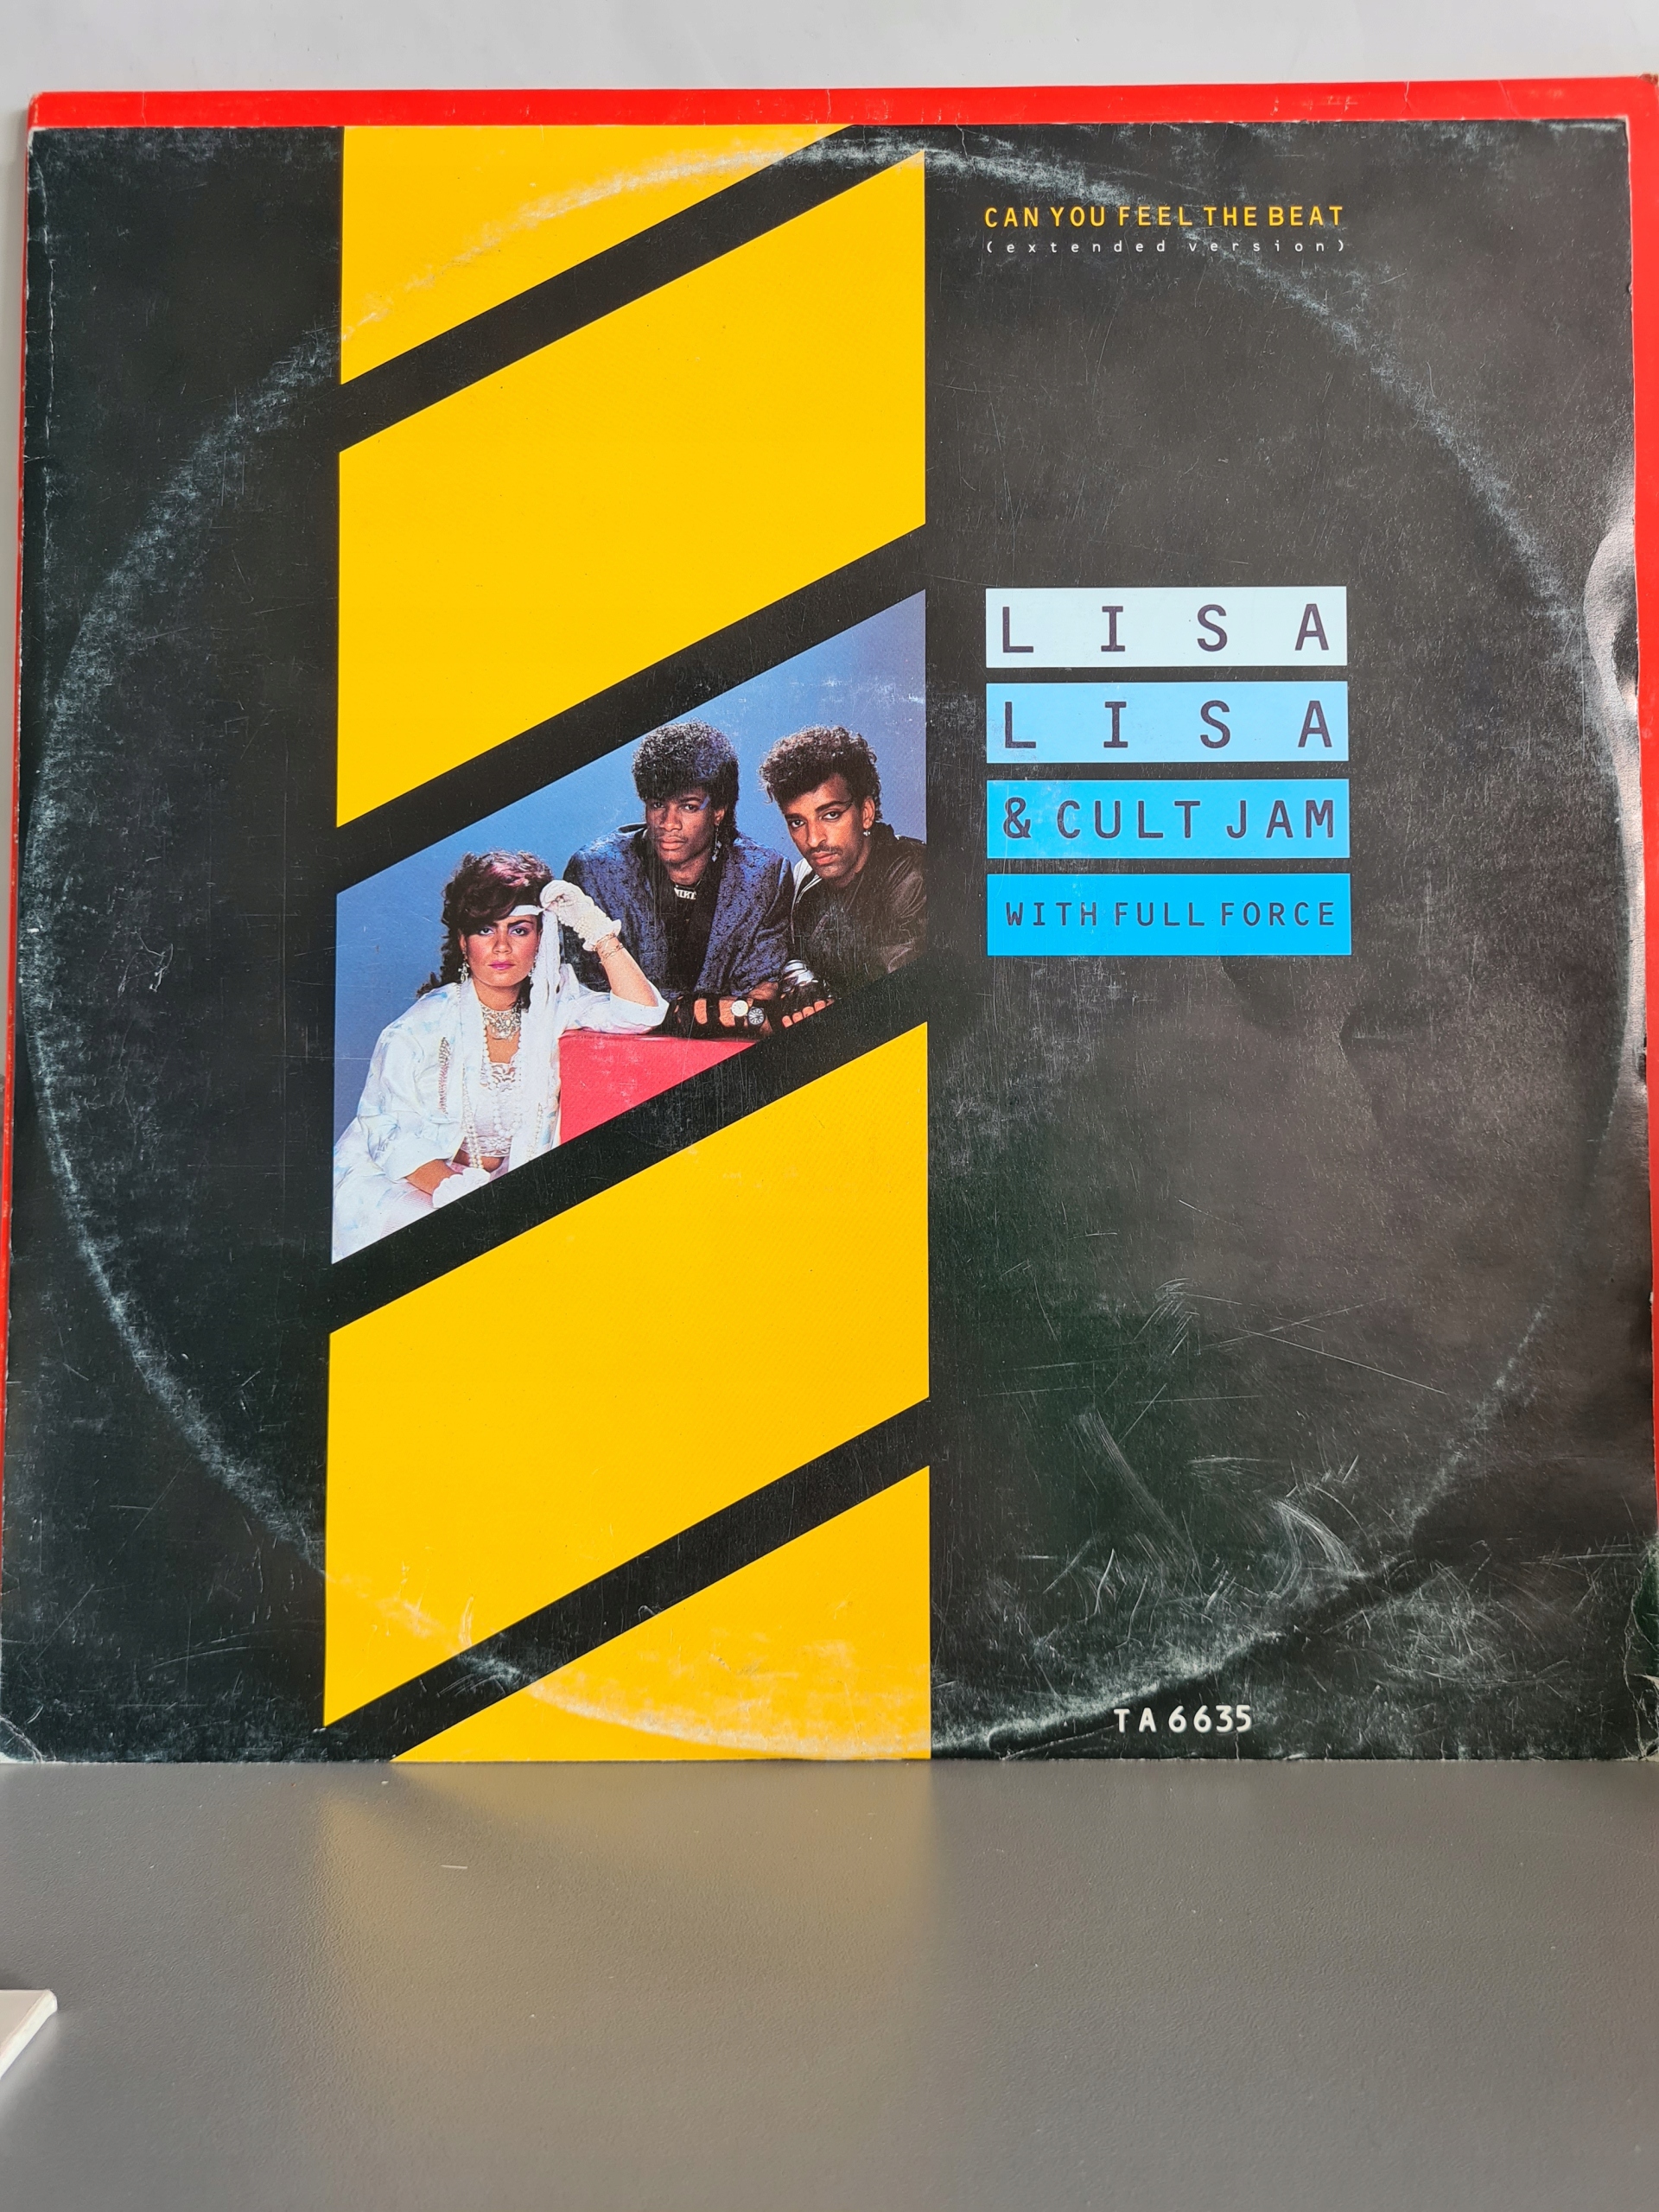 CAN YOU FEEL THE BEAT
(extended version)
LISA
LISA
& CULT JAM
WITH FULL FORCE
TA 6635